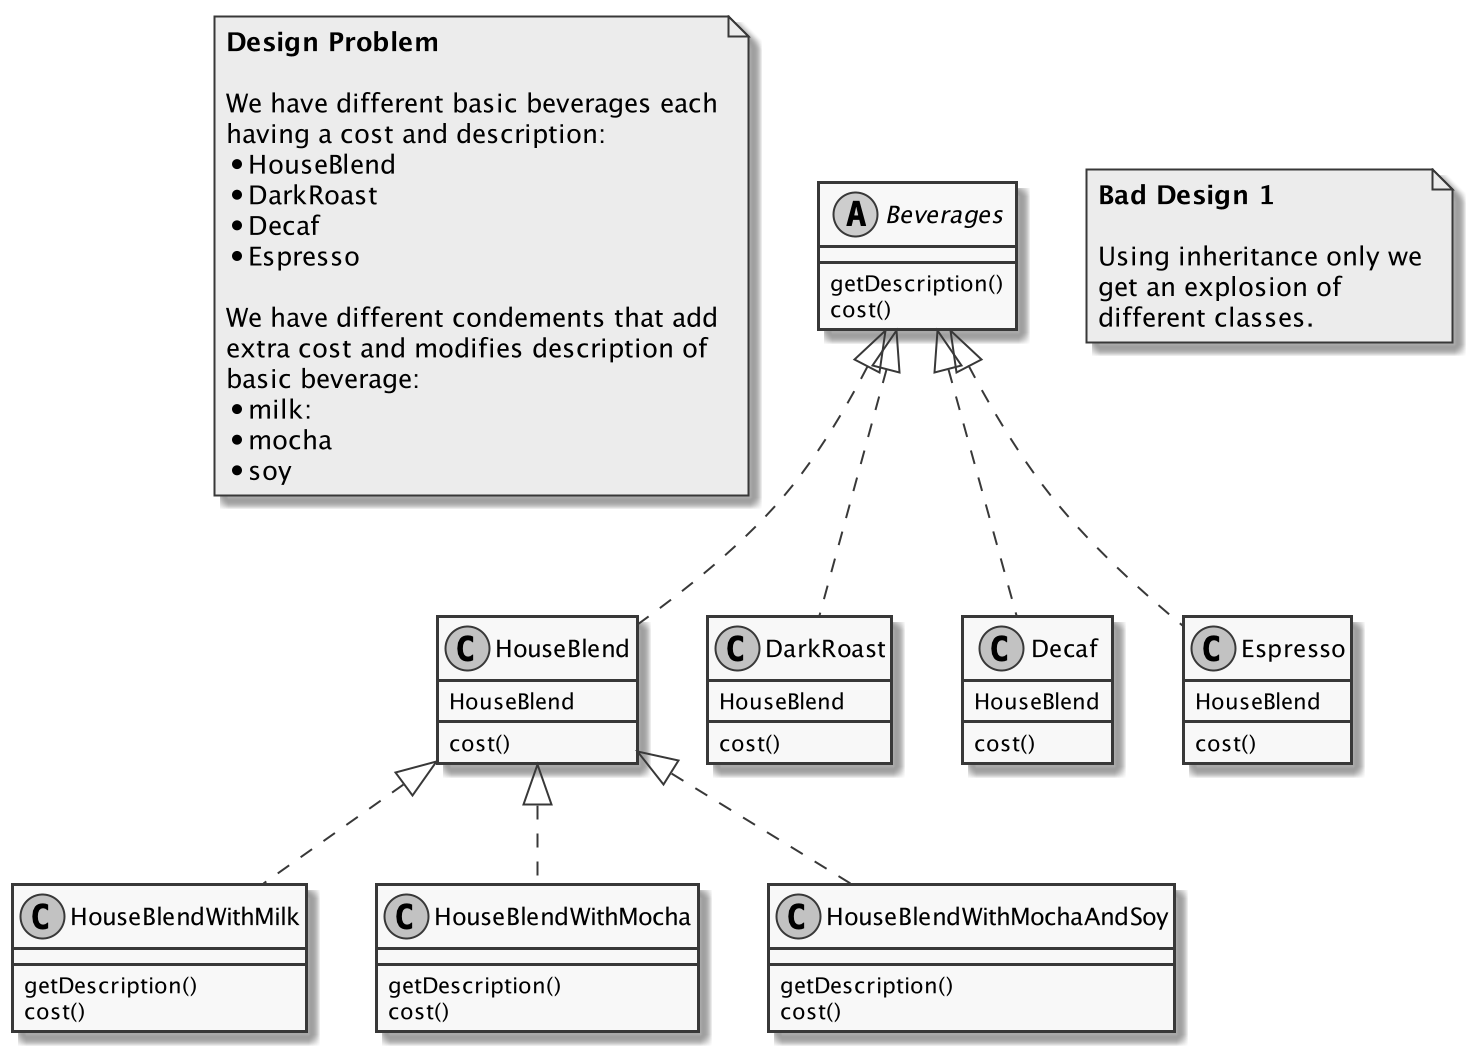 Design Problem
We have different basic beverages each
having a cost and description:
•HouseBlend
•DarkRoast
•Decaf
•Espresso
We have different condements that add
extra cost and modifies description of
basic beverage:
•milk:
•mocha
•soy
A Beverages
getDescription()
cost()
Bad Design 1
Using inheritance only we
get an explosion of
different classes.
C HouseBlend
HouseBlend
cost()
C DarkRoast
HouseBlend
cost()
C Decaf
HouseBlend
cost()
C Espresso
HouseBlend
cost()
C HouseBlendWithMilk
getDescription()
cost()
C HouseBlendWithMocha
getDescription()
cost()
C HouseBlendWithMochaAndSoy
getDescription()
cost()